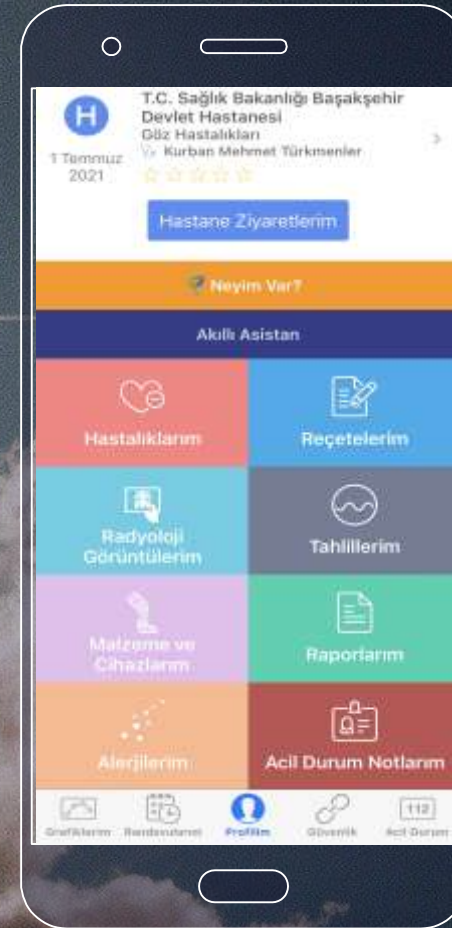 H
T.C. Sağlık Bakanlığı Başakşehir
Devlet Hastanesi
Göz Hastalıkları
Kurban Mehmet Türkmenler
1 Temmuz
2021
Hastane Ziyaretlerim
Neyim Var?
Akıllı Asistan
Hastalıklarım
Reçetelerim
Radyoloji
Görüntülerim
Tahlillerim
Malzeme ve
Cihazlarım
Raporlarım
Alerjilerim
Acil Durum Notlarım
Grafiklerim
Randevularım
Profilim
Güvenlik
112
Acil Durum